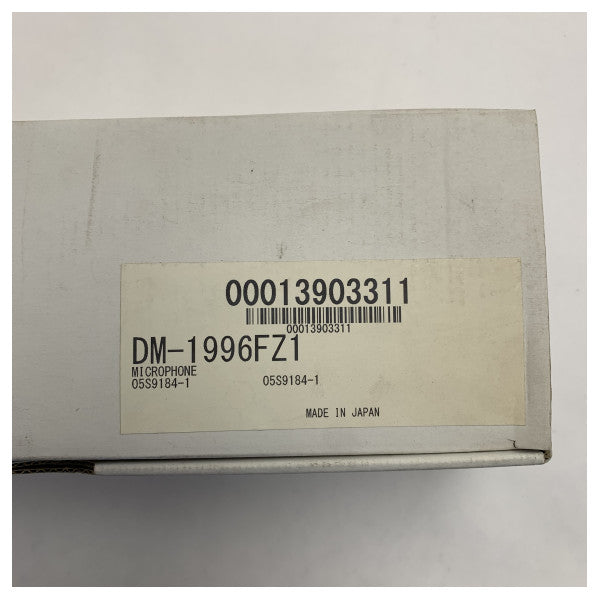 00013903311
00013903311
DM-1996FZ1
MICROPHONE
05S9184-1 05S9184-1
MADE IN JAPAN